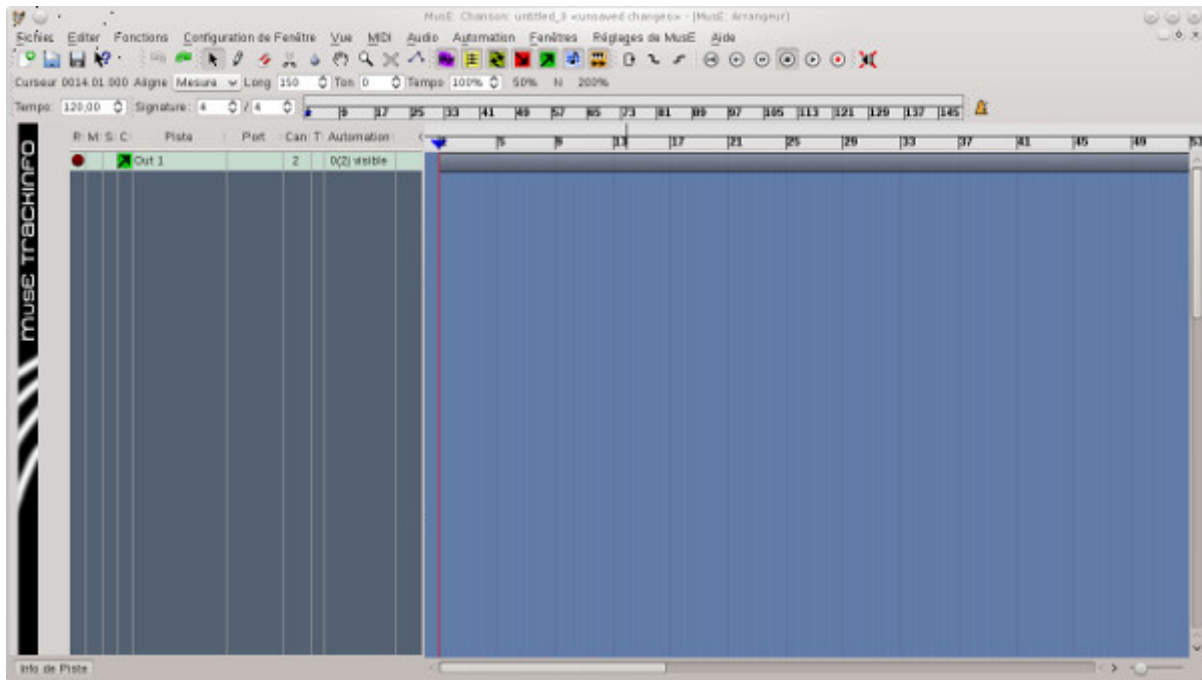 MusE: Chanson: untitled_3 <unsaved changes> - [MusE: Arrangeur]
Fichier Editer Fonctions Configuration de Fenêtre Vue MIDI Audio Automation Fenêtres Réglages de MusE Aide
Curseur 0014.01.000 Aligne Mesure Long 150 Ton 0 Tempo 100% 50% N 200%
Tempo: 120,00 Signature: 4 / 4 9 17 25 33 41 49 57 65 73 81 89 97 105 113 121 129 137 145
R M S C Piste Port Can T Automation 5 9 13 17 21 25 29 33 37 41 45 49 53
Out 1 2 0(2) visible
MusE TrackInfo
Info de Piste